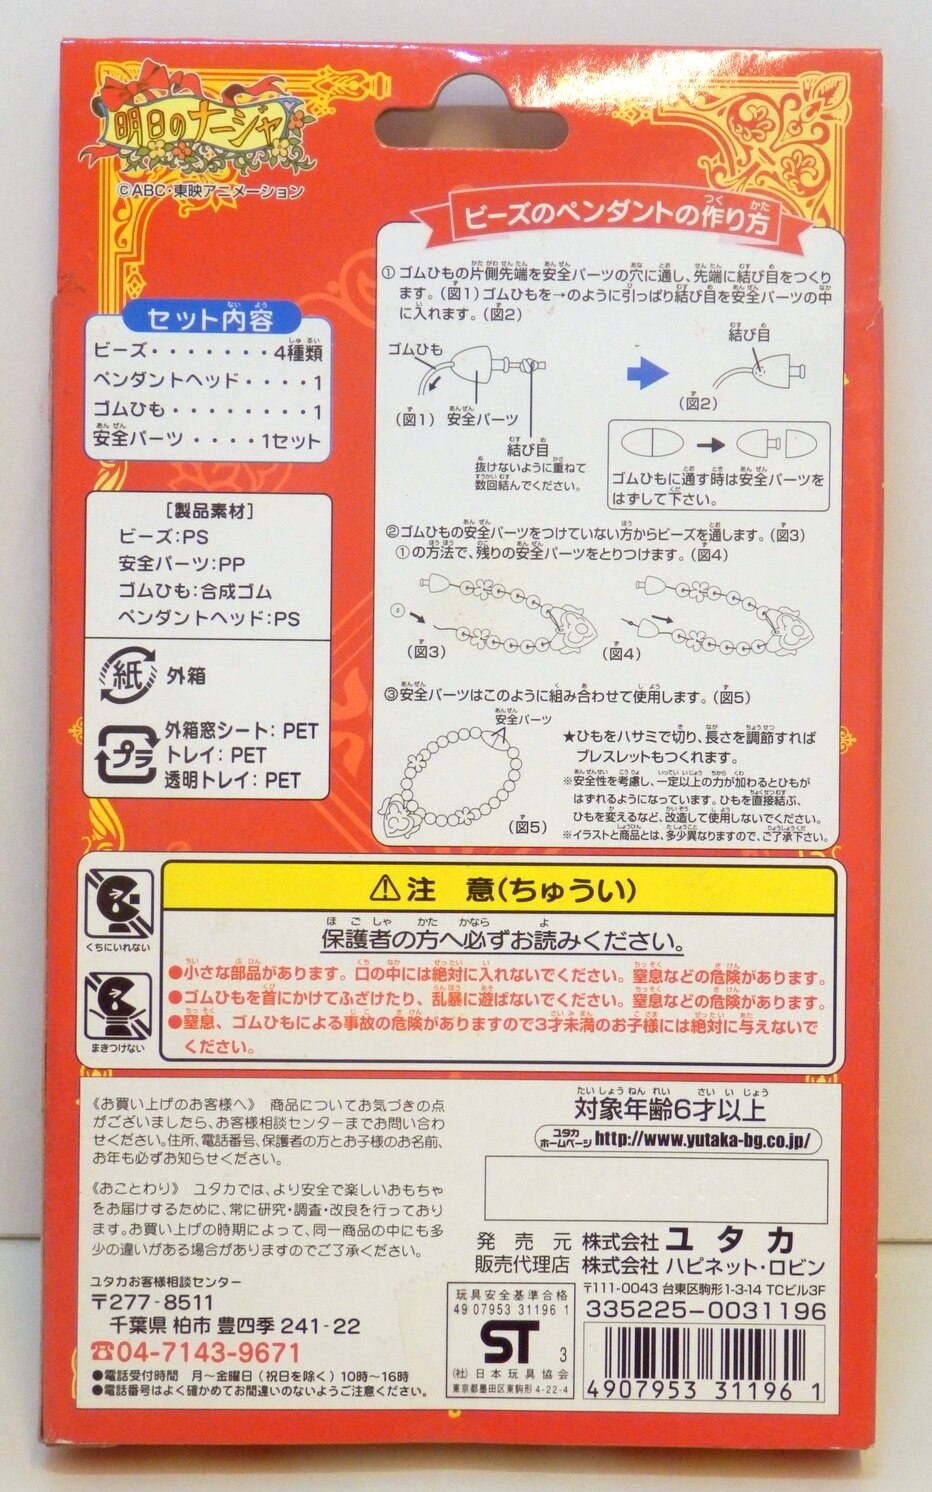 明日のナージャ
©ABC・東映アニメーション
セット内容
ビーズ・・・・・・・4種類
ペンダントヘッド・・・・1
ゴムひも・・・・・・・・1
安全パーツ・・・・1セット
［製品素材］
ビーズ：PS
安全パーツ：PP
ゴムひも：合成ゴム
ペンダントヘッド：PS
紙 外箱
プラ
外箱窓シート：PET
トレイ：PET
透明トレイ：PET
ビーズのペンダントの作り方
①ゴムひもの片側先端を安全パーツの穴に通し、先端に結び目をつくり
ます。（図1）ゴムひもを→のように引っぱり結び目を安全パーツの中
に入れます。（図2）
ゴムひも
（図1）
安全パーツ
結び目
抜けないように重ねて
数回結んでください。
結び目
（図2）
ゴムひもに通す時は安全パーツを
はずして下さい。
②ゴムひもの安全パーツをつけていない方からビーズを通します。（図3）
①の方法で、残りの安全パーツをとりつけます。（図4）
（図3）
（図4）
③安全パーツはこのように組み合わせて使用します。（図5）
安全パーツ
（図5）
★ひもをハサミで切り、長さを調節すれば
ブレスレットもつくれます。
※安全性を考慮し、一定以上の力が加わるとひもが
はずれるようになっています。ひもを直接結ぶ、
ひもを変えるなど、改造して使用しないでください。
※イラストと商品とは、多少異なりますので、ご了承下さい。
くちにいれない
まきつけない
⚠注 意（ちゅうい）
保護者の方へ必ずお読みください。
●小さな部品があります。口の中には絶対に入れないでください。窒息などの危険があります。
●ゴムひもを首にかけてふざけたり、乱暴に遊ばないでください。窒息などの危険があります。
●窒息、ゴムひもによる事故の危険がありますので3才未満のお子様には絶対に与えないで
ください。
《お買い上げのお客様へ》 商品についてお気づきの点
がございましたら、お客様相談センターまでお問い合わ
せください。住所、電話番号、保護者の方とお子様のお名前、
お年も必ずお知らせください。
《おことわり》 ユタカでは、より安全で楽しいおもちゃ
をお届けするために、常に研究・調査・改良を行っており
ます。お買い上げの時期によって、同一商品の中にも多
少の違いがある場合がありますのでご了承ください。
ユタカお客様相談センター
〒277-8511
千葉県 柏市 豊四季 241-22
☎04-7143-9671
●電話受付時間 月～金曜日（祝日を除く）10時～16時
●電話番号はよく確かめてお間違いのないようご注意ください。
対象年齢6才以上
ユタカ
ホームページ http://www.yutaka-bg.co.jp/
発 売 元 株式会社 ユタカ
販売代理店 株式会社 ハピネット・ロビン
〒111-0043 台東区駒形1-3-14 TCビル3F
335225-0031196
玩具安全基準合格
49 07953 31196 1
ST 3
（社）日本玩具協会
東京都墨田区東駒形4-22-4
4907953 31196 1